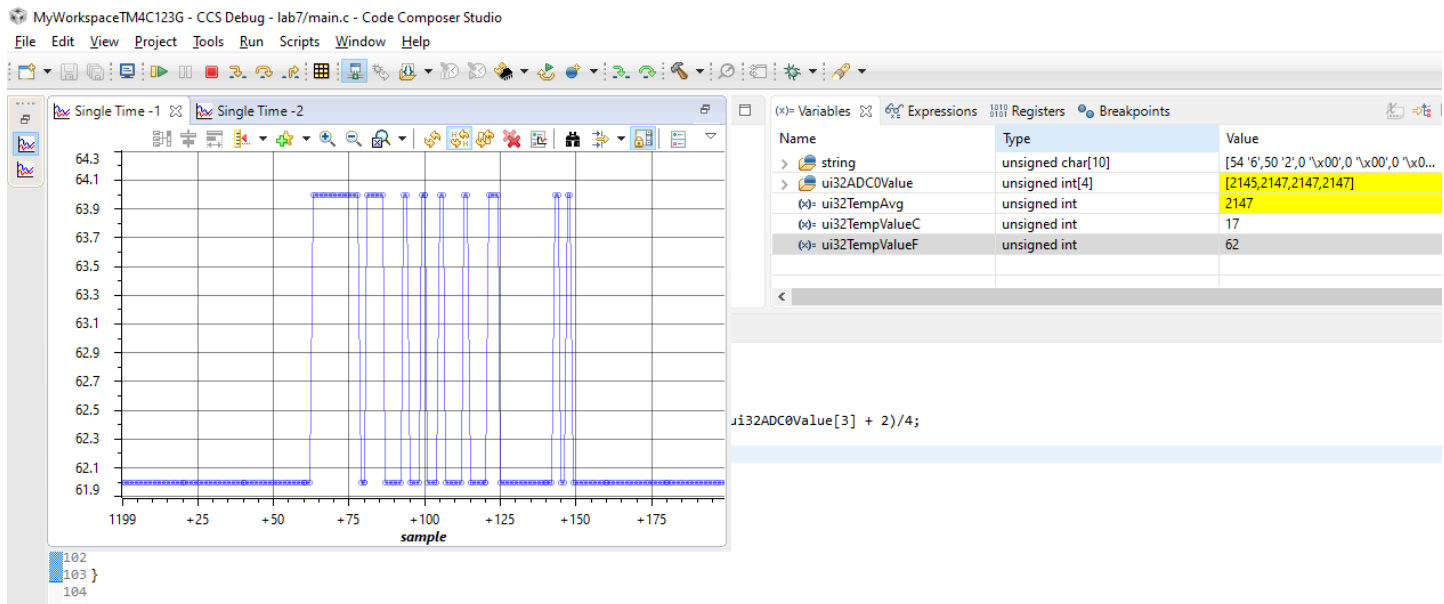 MyWorkspaceTM4C123G - CCS Debug - lab7/main.c - Code Composer Studio
File Edit View Project Tools Run Scripts Window Help
Single Time -1 Single Time -2
64.3
64.1
63.9
63.7
63.5
63.3
63.1
62.9
62.7
62.5
62.3
62.1
61.9
1199 +25 +50 +75 +100 +125 +150 +175
sample
(x)= Variables Expressions 1010 Registers Breakpoints
Name Type Value
string unsigned char[10] [54 '6',50 '2',0 '\x00',0 '\x00',0 '\x0...
ui32ADC0Value unsigned int[4] [2145,2147,2147,2147]
(x)= ui32TempAvg unsigned int 2147
(x)= ui32TempValueC unsigned int 17
(x)= ui32TempValueF unsigned int 62
ui32ADC0Value[3] + 2)/4;
102
103 }
104